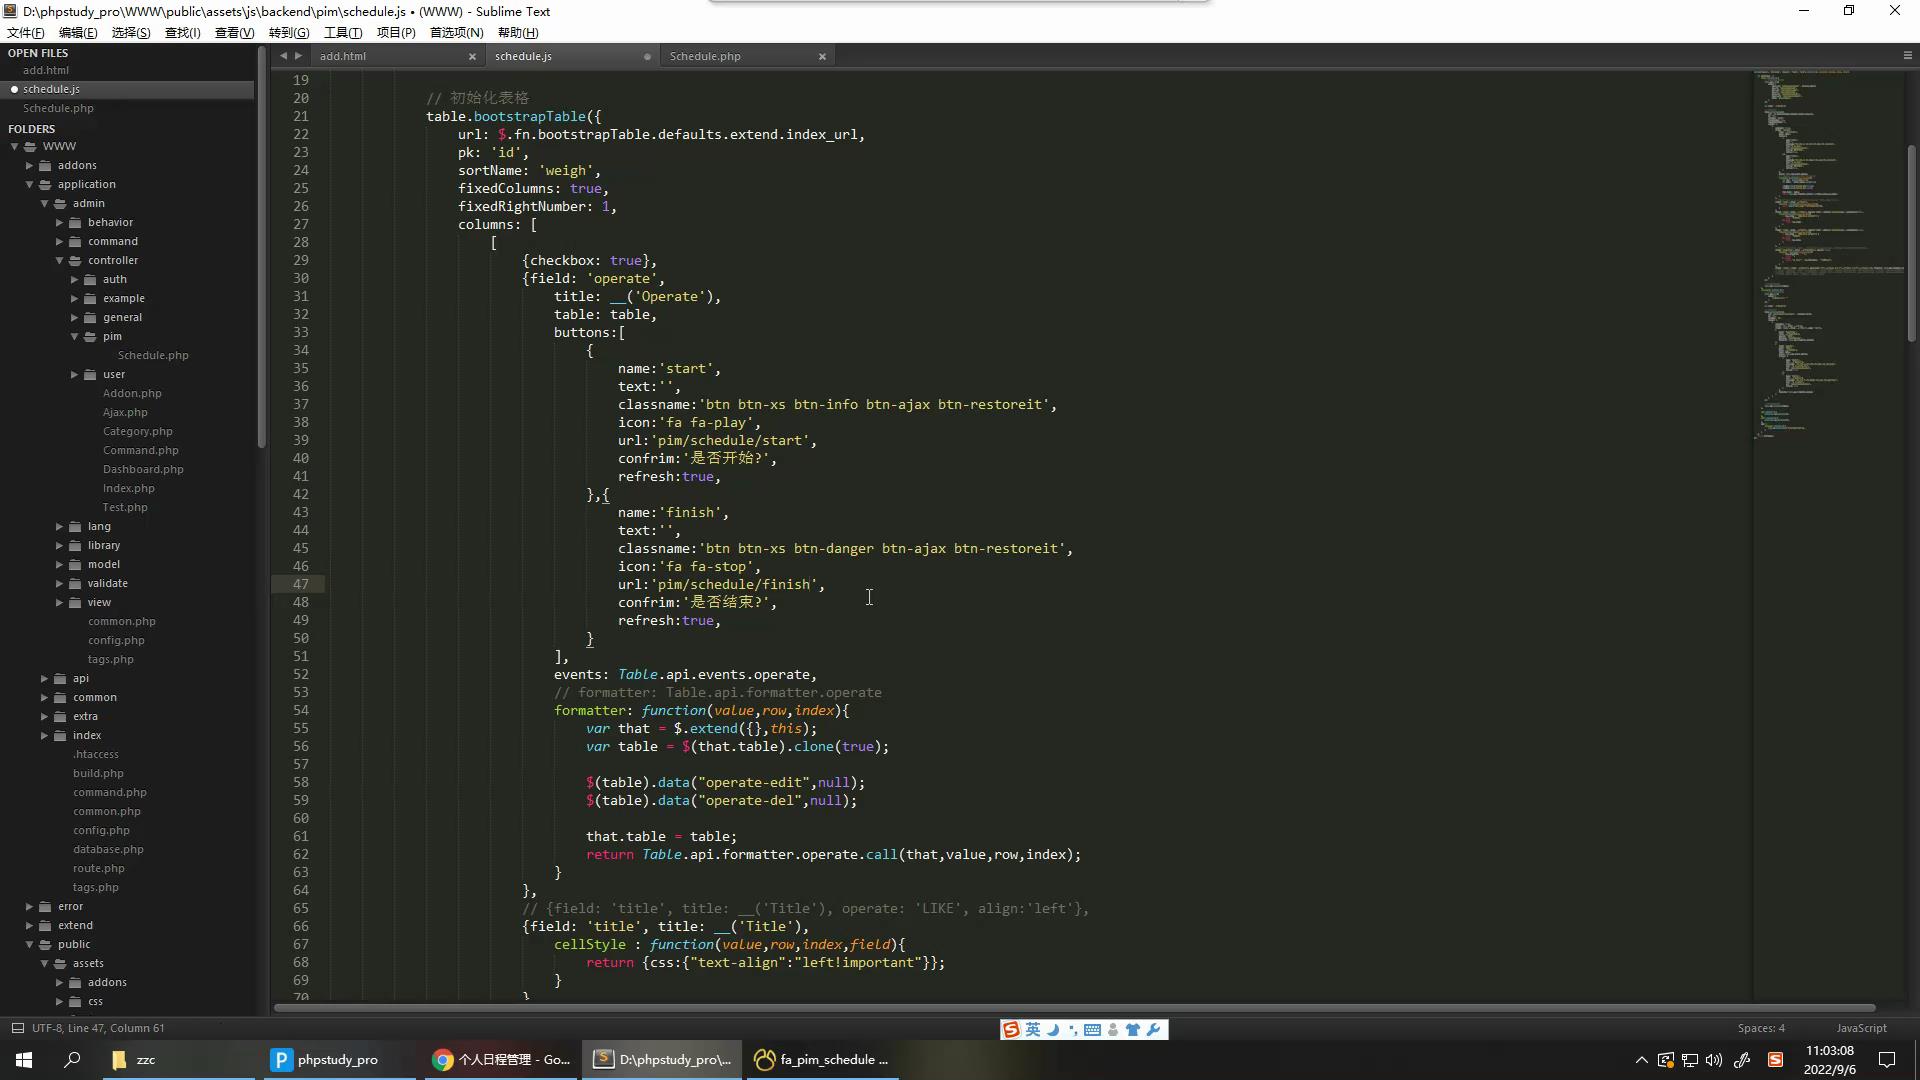 D:\phpstudy_pro\WWW\public\assets\js\backend\pim\schedule.js • (WWW) - Sublime Text
文件(F) 编辑(E) 选择(S) 查找(I) 查看(V) 转到(G) 工具(T) 项目(P) 首选项(N) 帮助(H)
OPEN FILES
add.html
schedule.js
Schedule.php
FOLDERS
WWW
addons
application
admin
behavior
command
controller
auth
example
general
pim
Schedule.php
user
Addon.php
Ajax.php
Category.php
Command.php
Dashboard.php
Index.php
Test.php
lang
library
model
validate
view
common.php
config.php
tags.php
api
common
extra
index
.htaccess
build.php
command.php
common.php
config.php
database.php
route.php
tags.php
error
extend
public
assets
addons
css
add.html schedule.js Schedule.php
19
20 // 初始化表格
21 table.bootstrapTable({
22 url: $.fn.bootstrapTable.defaults.extend.index_url,
23 pk: 'id',
24 sortName: 'weigh',
25 fixedColumns: true,
26 fixedRightNumber: 1,
27 columns: [
28 [
29 {checkbox: true},
30 {field: 'operate',
31 title: __('Operate'),
32 table: table,
33 buttons:[
34 {
35 name:'start',
36 text:'',
37 classname:'btn btn-xs btn-info btn-ajax btn-restoreit',
38 icon:'fa fa-play',
39 url:'pim/schedule/start',
40 confrim:'是否开始?',
41 refresh:true,
42 },{
43 name:'finish',
44 text:'',
45 classname:'btn btn-xs btn-danger btn-ajax btn-restoreit',
46 icon:'fa fa-stop',
47 url:'pim/schedule/finish',
48 confrim:'是否结束?',
49 refresh:true,
50 }
51 ],
52 events: Table.api.events.operate,
53 // formatter: Table.api.formatter.operate
54 formatter: function(value,row,index){
55 var that = $.extend({},this);
56 var table = $(that.table).clone(true);
57
58 $(table).data("operate-edit",null);
59 $(table).data("operate-del",null);
60
61 that.table = table;
62 return Table.api.formatter.operate.call(that,value,row,index);
63 }
64 },
65 // {field: 'title', title: __('Title'), operate: 'LIKE', align:'left'},
66 {field: 'title', title: __('Title'),
67 cellStyle : function(value,row,index,field){
68 return {css:{"text-align":"left!important"}};
69 }
70 }
UTF-8, Line 47, Column 61
英
Spaces: 4 JavaScript
zzc
phpstudy_pro
个人日程管理 - Go...
D:\phpstudy_pro\...
fa_pim_schedule ...
11:03:08
2022/9/6